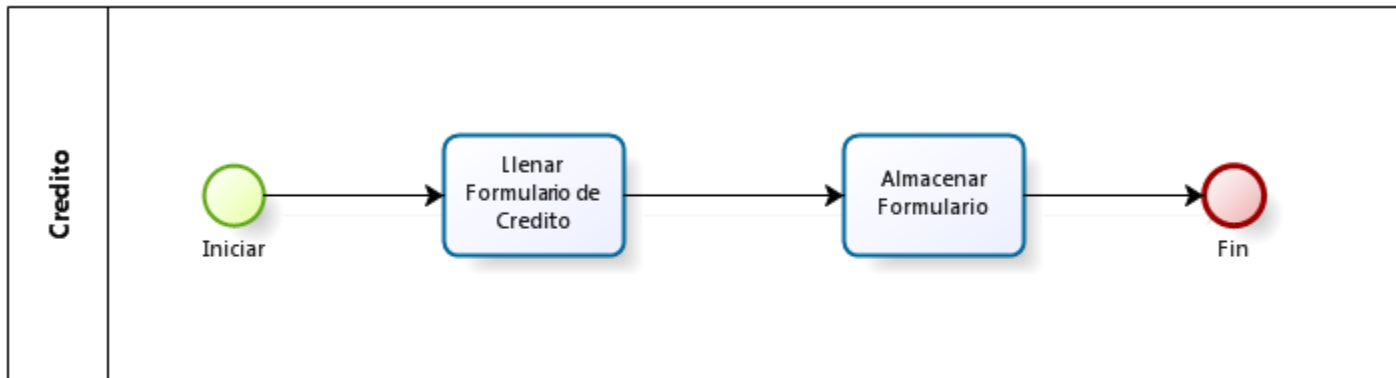 Credito
Iniciar
Llenar
Formulario de
Credito
Almacenar
Formulario
Fin